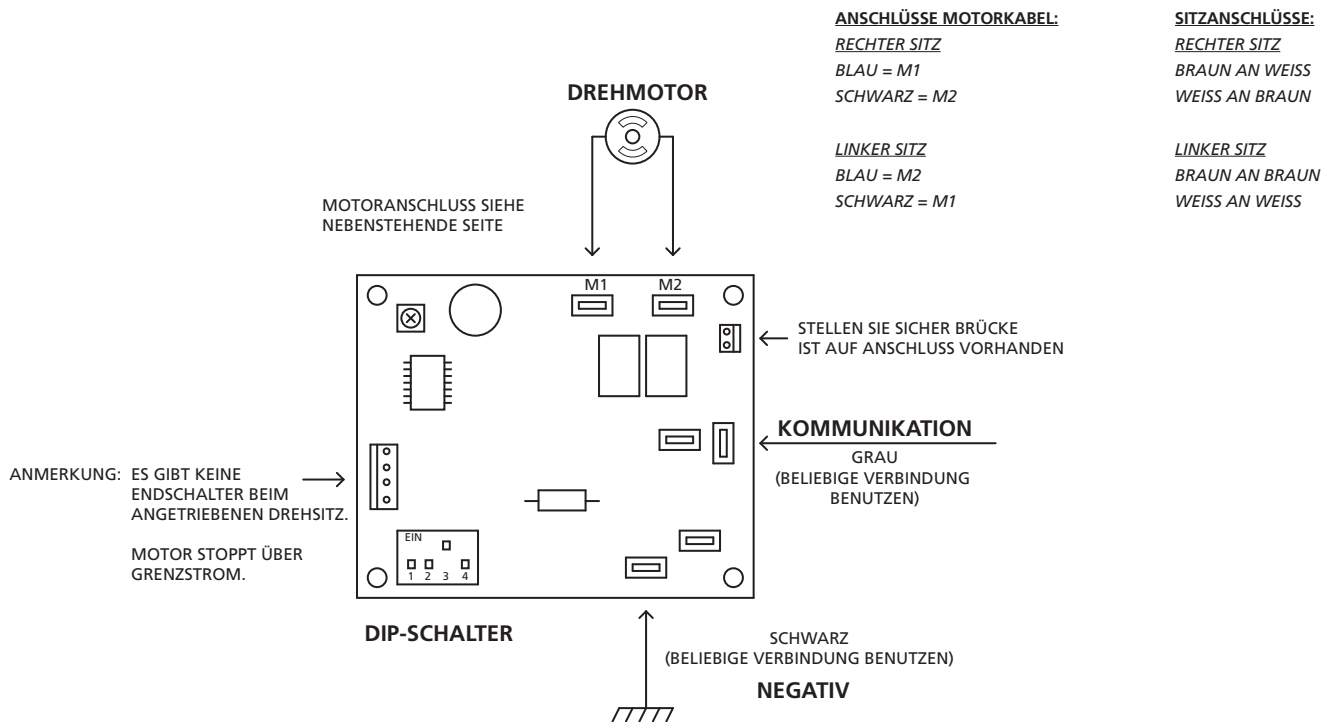 ANSCHLÜSSE MOTORKABEL:
RECHTER SITZ
BLAU = M1
SCHWARZ = M2
LINKER SITZ
BLAU = M2
SCHWARZ = M1
SITZANSCHLÜSSE:
RECHTER SITZ
BRAUN AN WEISS
WEISS AN BRAUN
LINKER SITZ
BRAUN AN BRAUN
WEISS AN WEISS
DREHMOTOR
MOTORANSCHLUSS SIEHE
NEBENSTEHENDE SEITE
M1 M2
STELLEN SIE SICHER BRÜCKE
IST AUF ANSCHLUSS VORHANDEN
KOMMUNIKATION
GRAU
(BELIEBIGE VERBINDUNG
BENUTZEN)
ANMERKUNG: ES GIBT KEINE
ENDSCHALTER BEIM
ANGETRIEBENEN DREHSITZ.
MOTOR STOPPT ÜBER
GRENZSTROM.
EIN
1 2 3 4
DIP-SCHALTER
SCHWARZ
(BELIEBIGE VERBINDUNG BENUTZEN)
NEGATIV